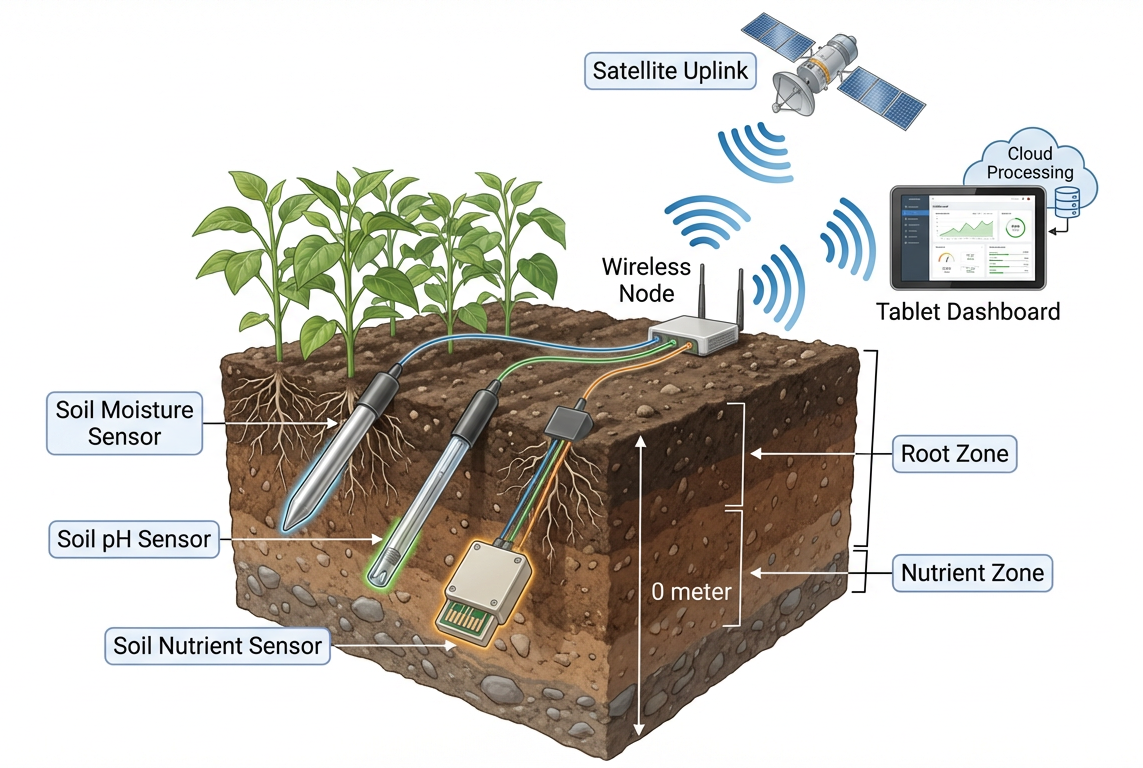 Satellite Uplink
Cloud
Processing
Wireless
Node
Tablet Dashboard
Soil Moisture
Sensor
Root Zone
Soil pH Sensor
Nutrient Zone
0 meter
Soil Nutrient Sensor